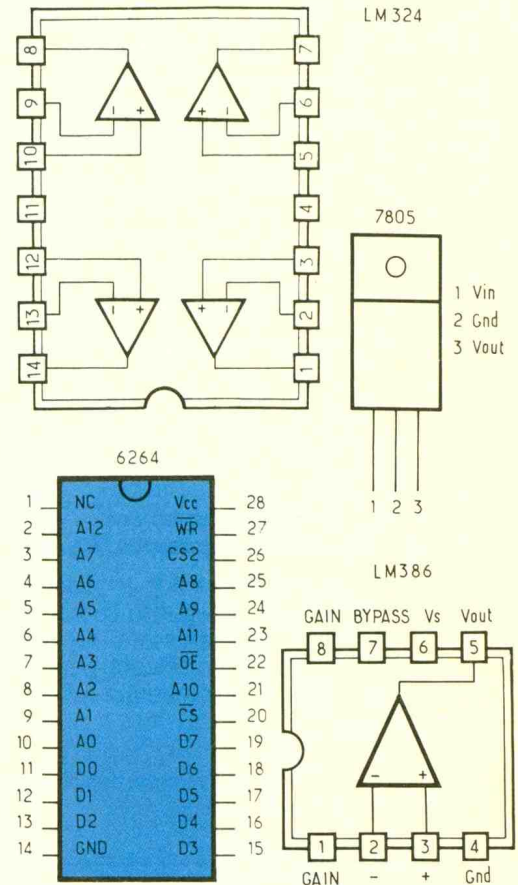 LM324
8 7
9 6
10 5
11 4
12 3
13 2
14 1
- + + -
+ - + -
7805
1 Vin
2 Gnd
3 Vout
1 2 3
6264
1 NC Vcc 28
2 A12 WR 27
3 A7 CS2 26
4 A6 A8 25
5 A5 A9 24
6 A4 A11 23
7 A3 OE 22
8 A2 A10 21
9 A1 CS 20
10 A0 D7 19
11 D0 D6 18
12 D1 D5 17
13 D2 D4 16
14 GND D3 15
LM386
GAIN BYPASS Vs Vout
8 7 6 5
- +
1 2 3 4
GAIN - + Gnd